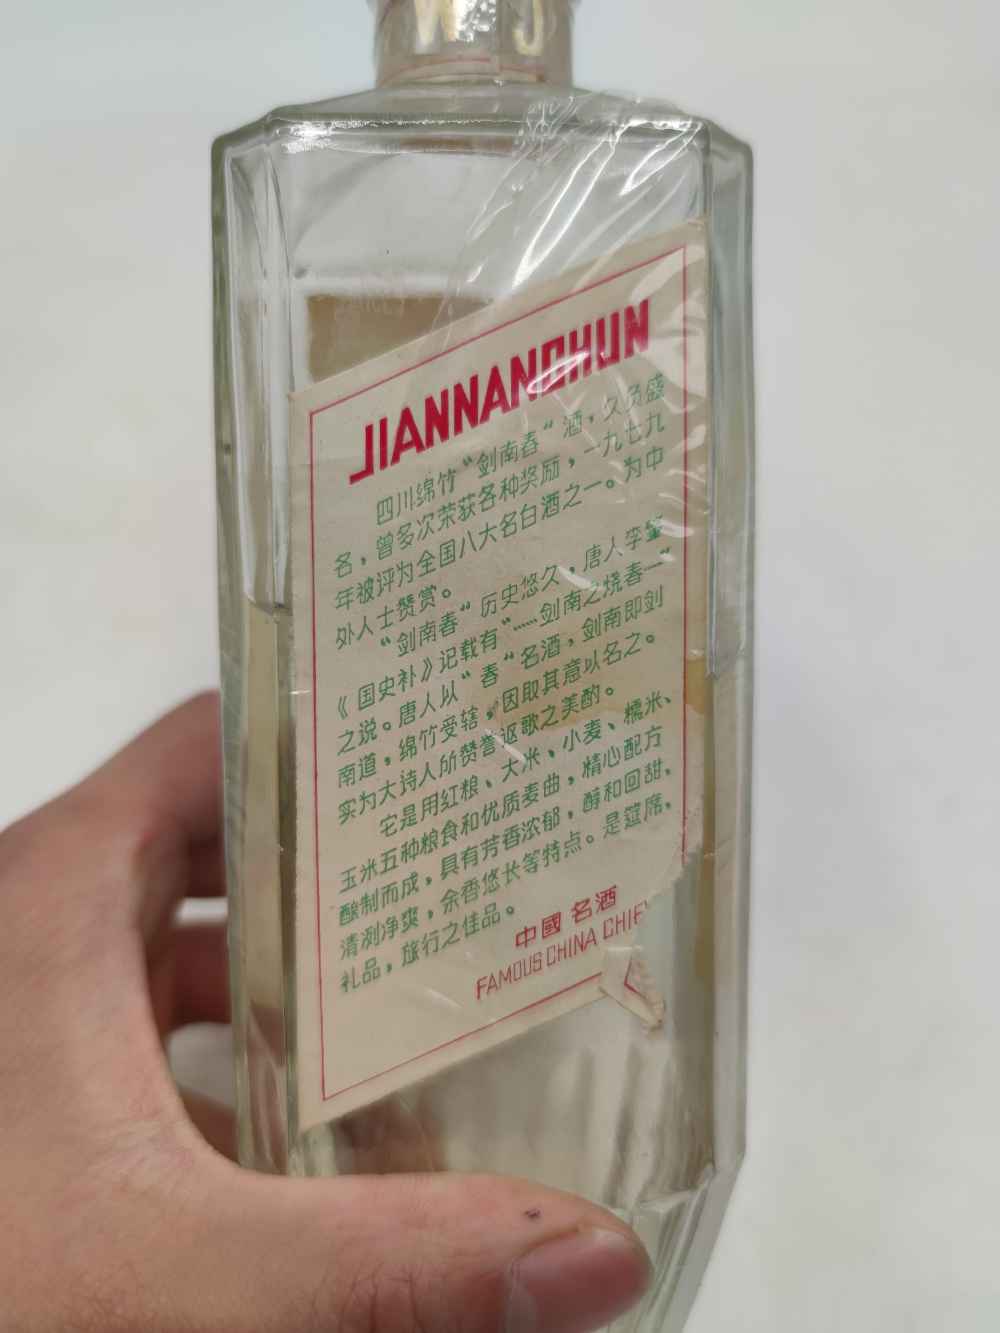 WJ
JIANNANCHUN
四川绵竹“剑南春”酒，久负盛
名，曾多次荣获各种奖励，一九七九
年被评为全国八大名白酒之一。为中
外人士赞赏。
“剑南春”历史悠久，唐人李肇
《国史补》记载有“……剑南之烧春……”
之说。唐人以“春”名酒，剑南即剑
南道，绵竹受辖，因取其意以名之。
实为大诗人所赞誉讴歌之美酌。
它是用红粮、大米、小麦、糯米、
玉米五种粮食和优质麦曲，精心配方
酿制而成，具有芳香浓郁，醇和回甜、
清洌净爽，余香悠长等特点。是筵席、
礼品，旅行之佳品。
中國名酒
FAMOUS CHINA CHIE